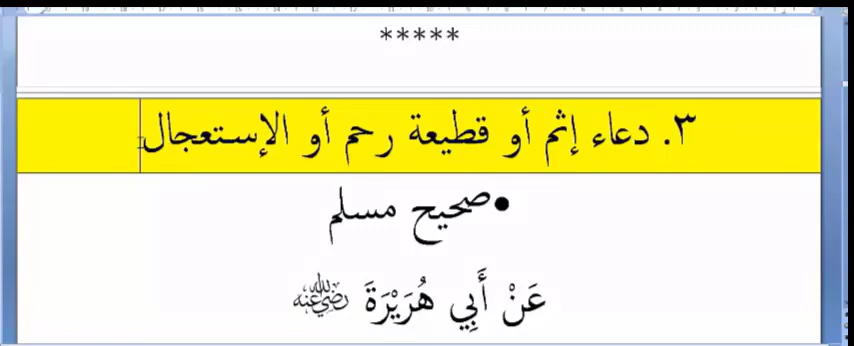 *****
٣. دعاء إثم أو قطيعة رحم أو الإستعجال
•صحيح مسلم
عَنْ أَبِي هُرَيْرَةَ رضي الله عنه